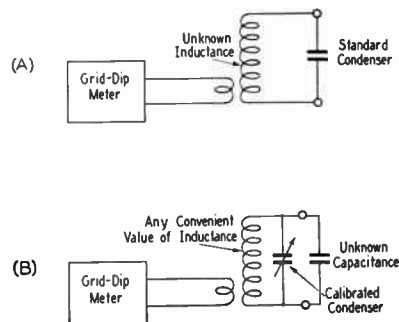 (A)
Grid-Dip
Meter
Unknown
Inductance
Standard
Condenser
(B)
Grid-Dip
Meter
Any Convenient
Value of Inductance
Unknown
Capacitance
Calibrated
Condenser